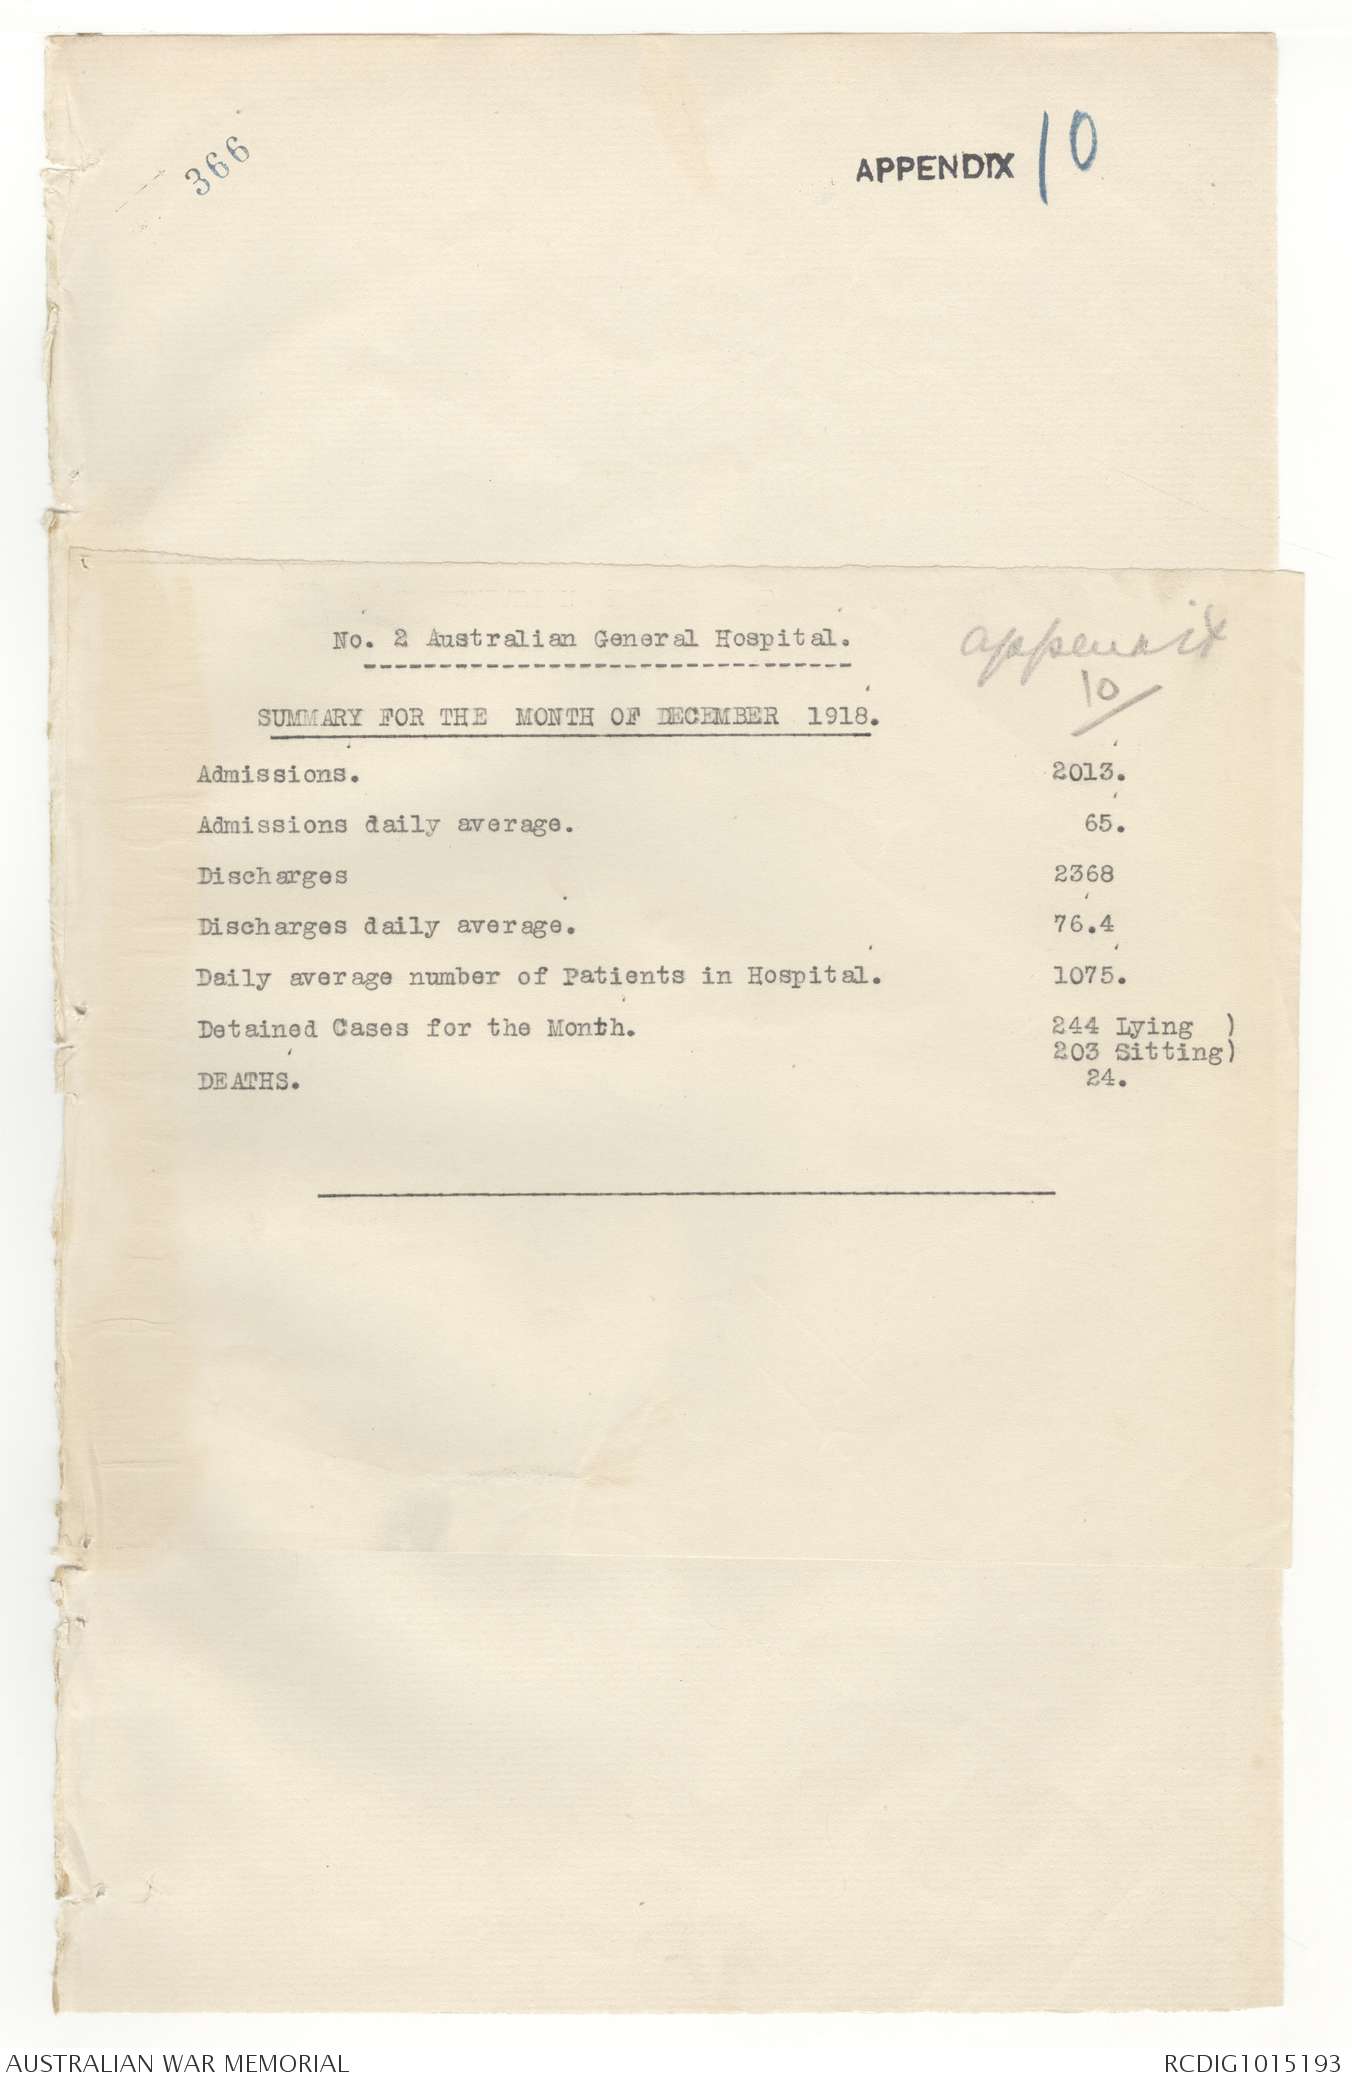 366
APPENDIX 10
No. 2 Australian General Hospital.
appendix
10
SUMMARY FOR THE MONTH OF DECEMBER 1918.
Admissions. 2013.
Admissions daily average. 65.
Discharges 2368
Discharges daily average. 76.4
Daily average number of Patients in Hospital. 1075.
Detained Cases for the Month. 244 Lying )
203 Sitting)
DEATHS. 24.
AUSTRALIAN WAR MEMORIAL RCDIG1015193